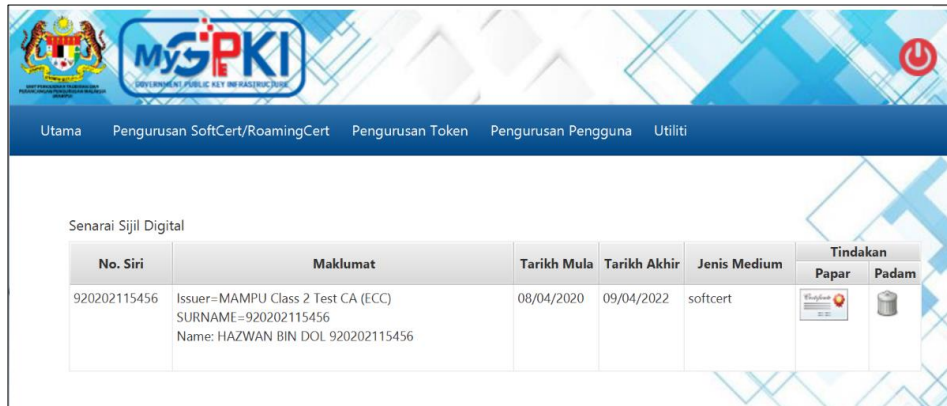 MyGPKI
GOVERNMENT PUBLIC KEY INFRASTRUCTURE
Utama Pengurusan SoftCert/RoamingCert Pengurusan Token Pengurusan Pengguna Utiliti
Senarai Sijil Digital
No. Siri Maklumat Tarikh Mula Tarikh Akhir Jenis Medium Tindakan
Papar Padam
920202115456 Issuer=MAMPU Class 2 Test CA (ECC) 08/04/2020 09/04/2022 softcert
SURNAME=920202115456
Name: HAZWAN BIN DOL 920202115456